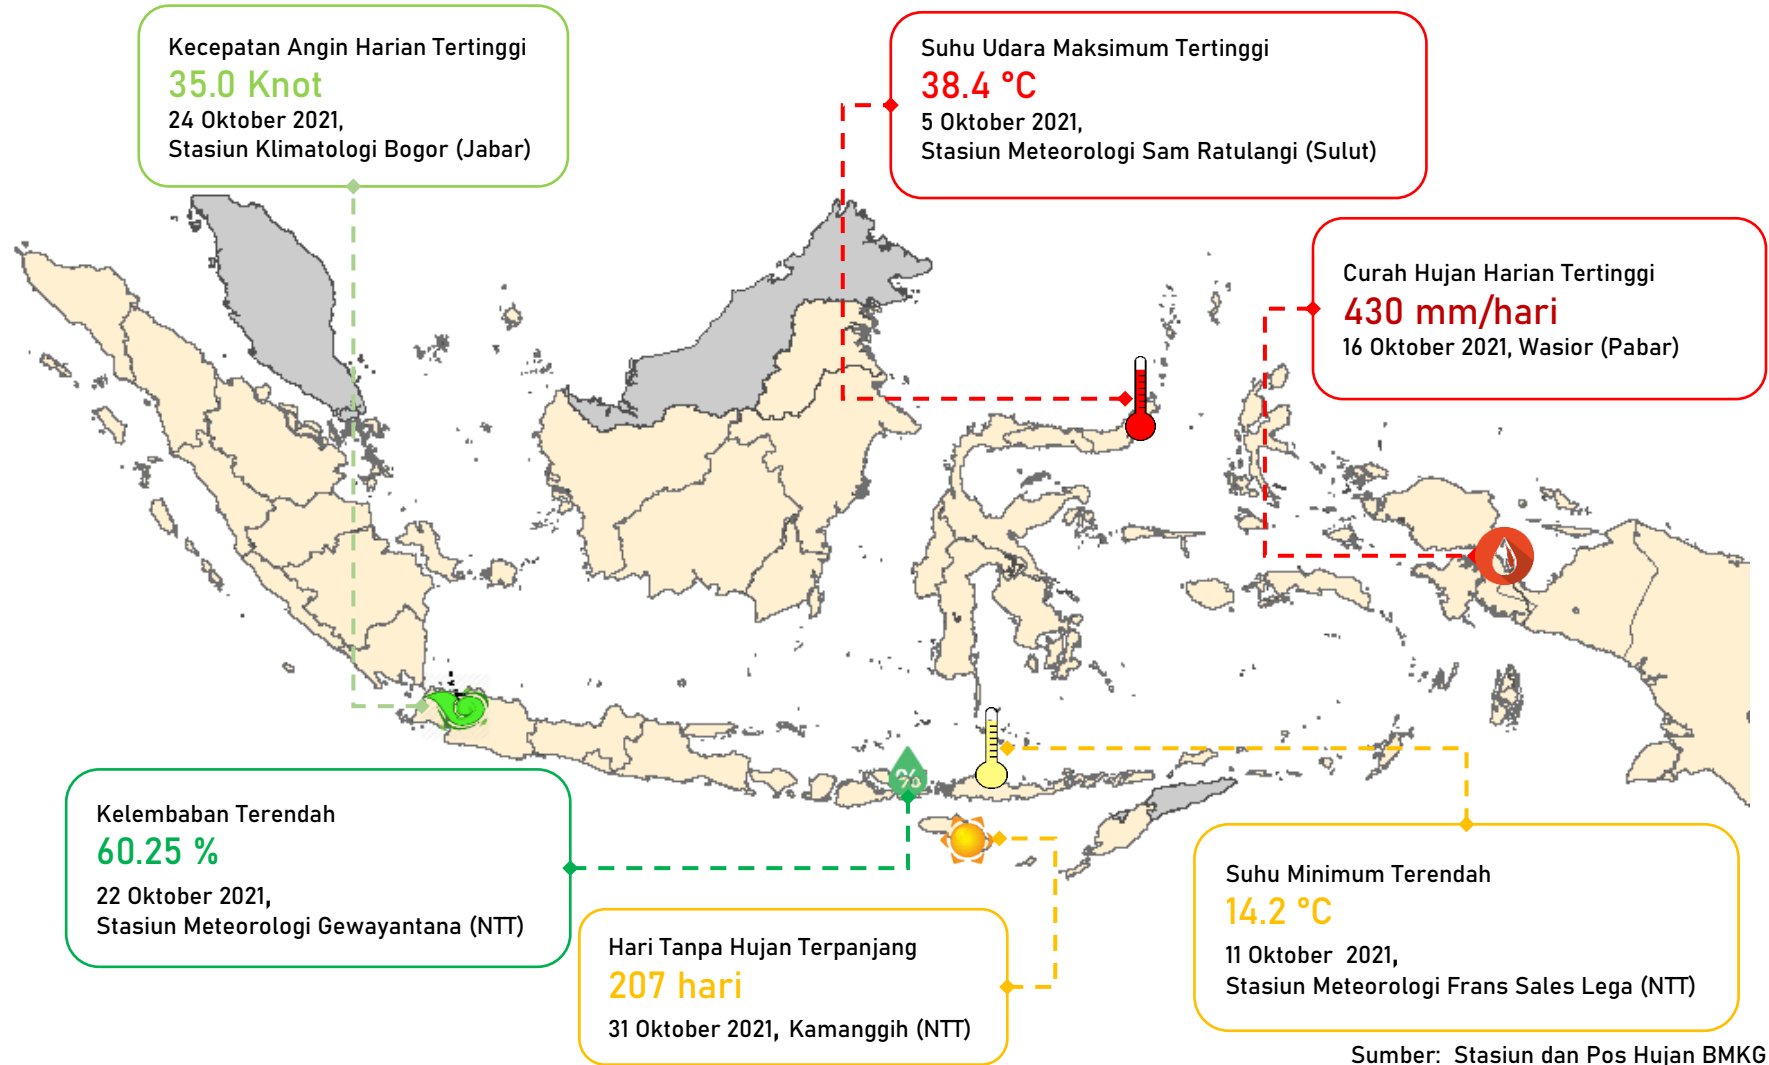 Kecepatan Angin Harian Tertinggi
35.0 Knot
24 Oktober 2021,
Stasiun Klimatologi Bogor (Jabar)
Suhu Udara Maksimum Tertinggi
38.4 °C
5 Oktober 2021,
Stasiun Meteorologi Sam Ratulangi (Sulut)
Curah Hujan Harian Tertinggi
430 mm/hari
16 Oktober 2021, Wasior (Pabar)
%
Kelembaban Terendah
60.25 %
22 Oktober 2021,
Stasiun Meteorologi Gewayantana (NTT)
Hari Tanpa Hujan Terpanjang
207 hari
31 Oktober 2021, Kamanggih (NTT)
Suhu Minimum Terendah
14.2 °C
11 Oktober 2021,
Stasiun Meteorologi Frans Sales Lega (NTT)
Sumber: Stasiun dan Pos Hujan BMKG